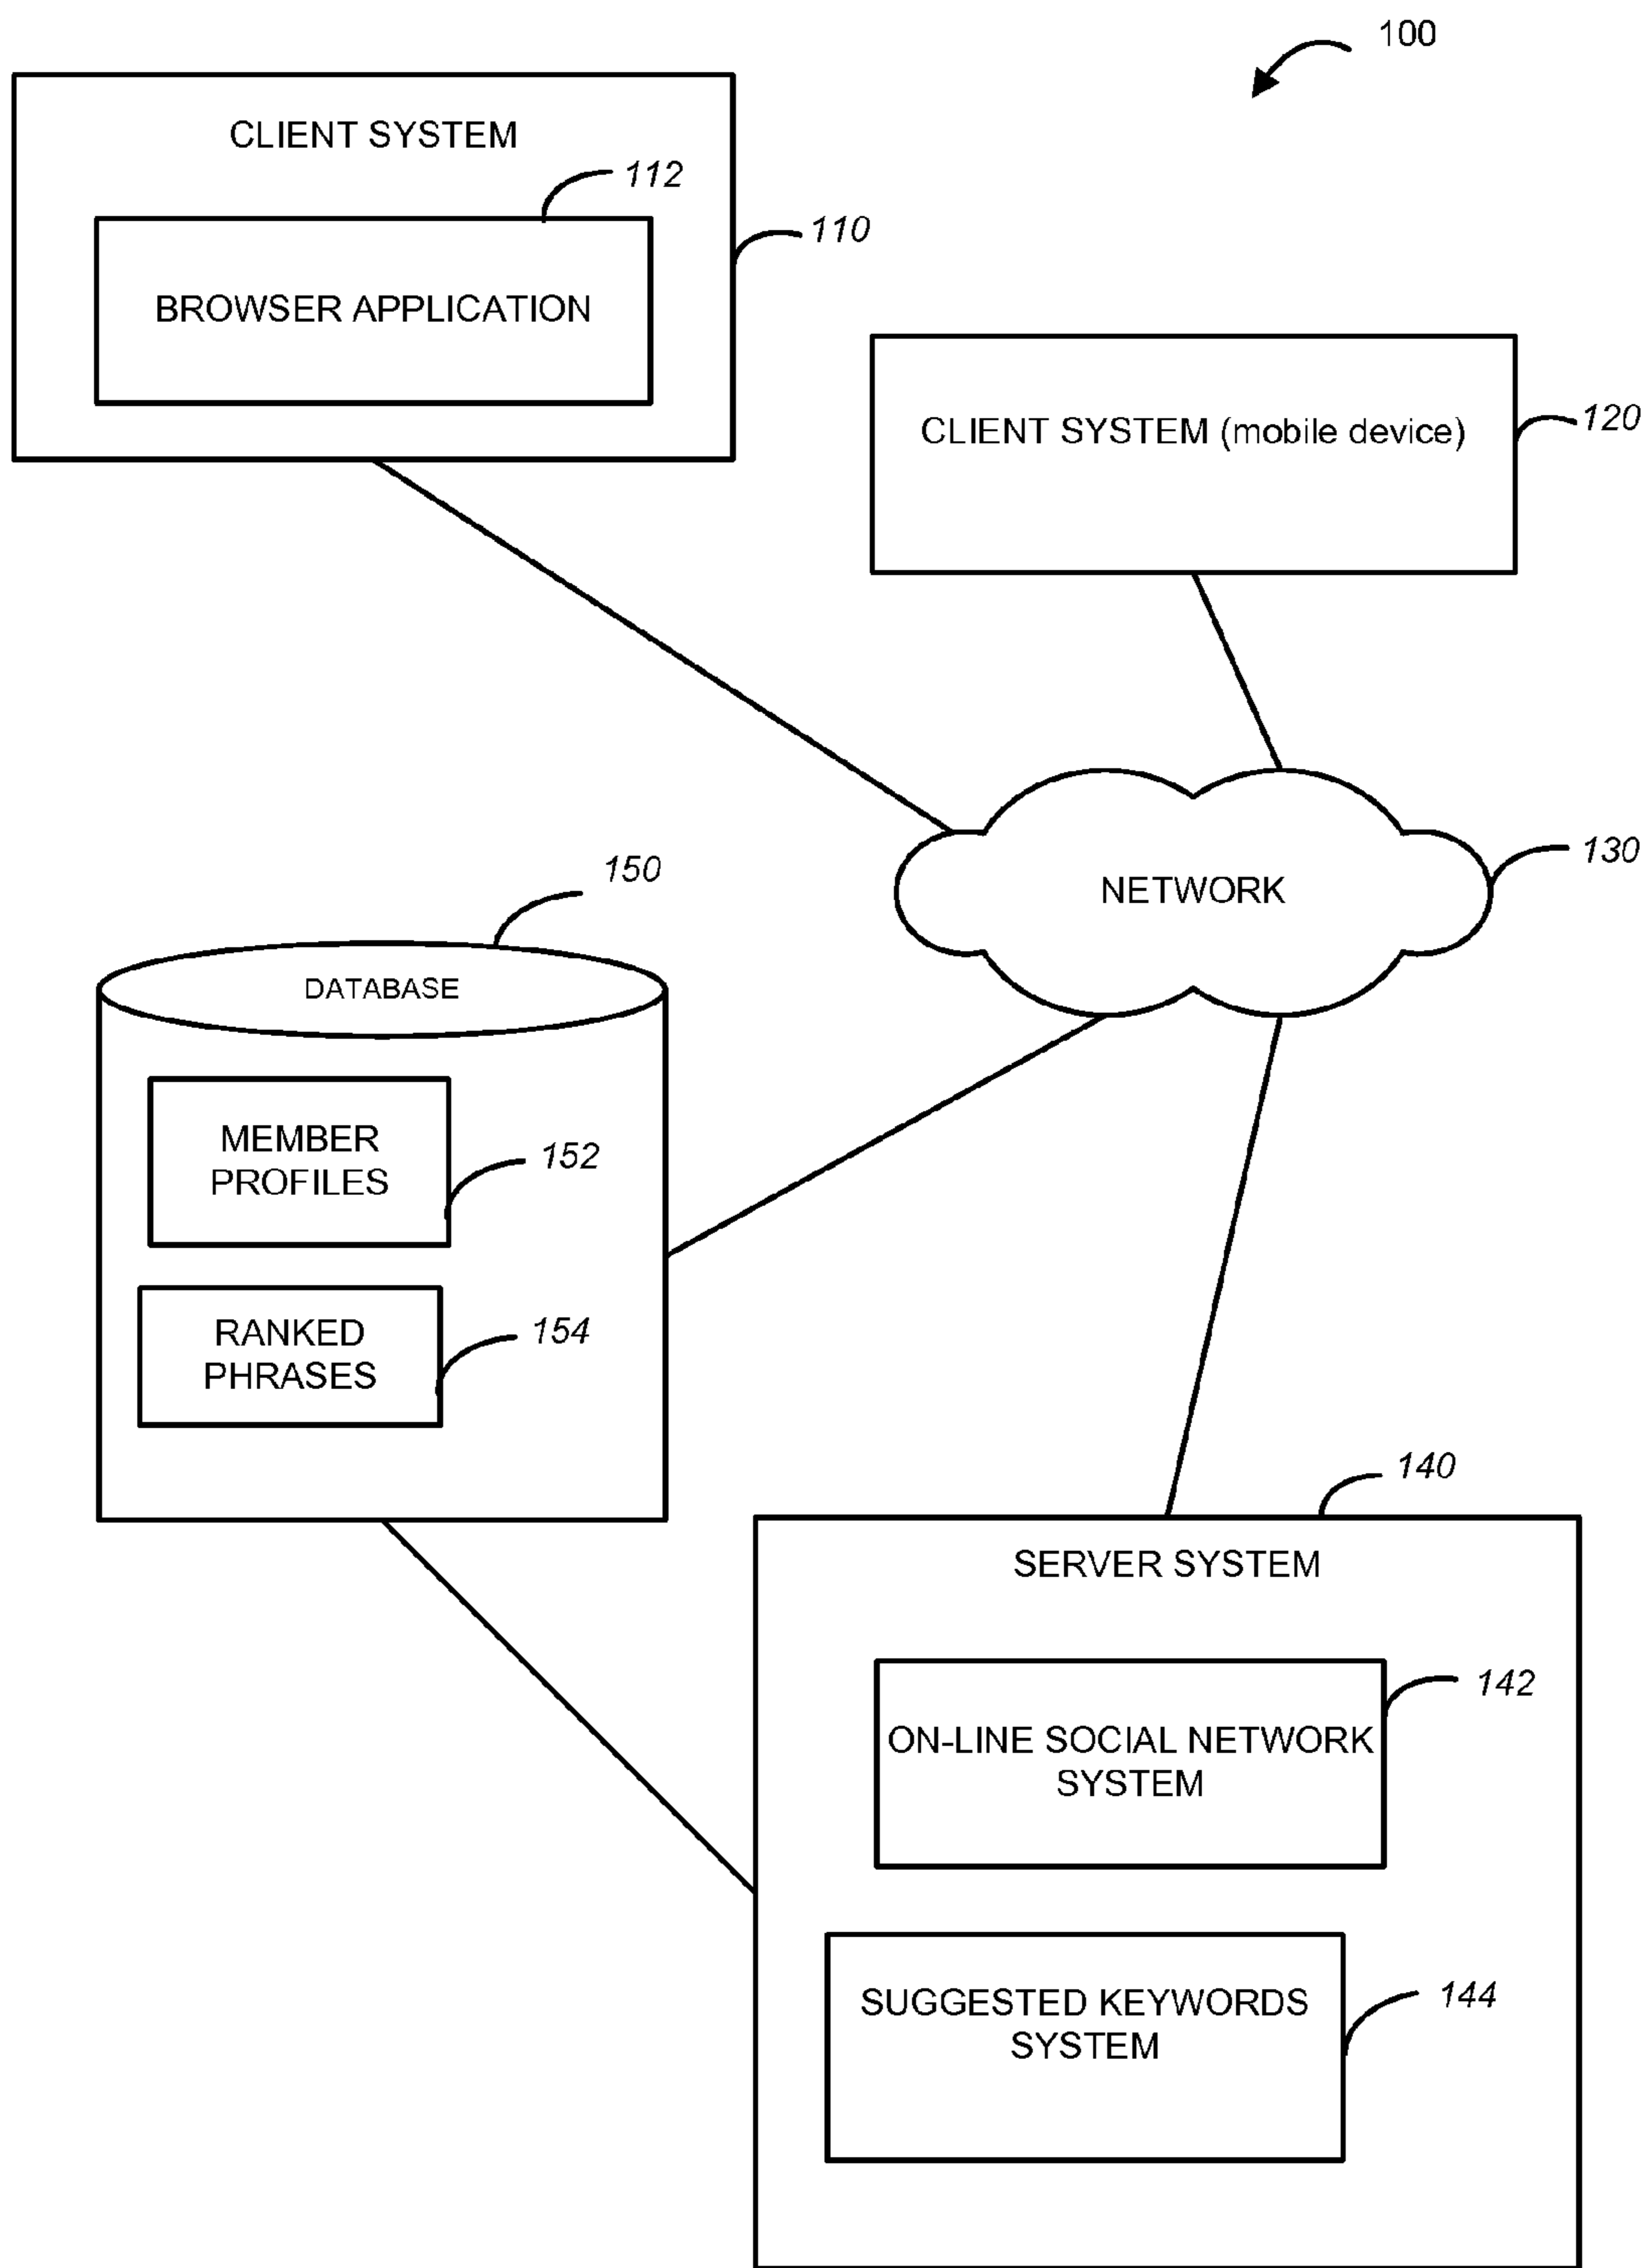 100
CLIENT SYSTEM
112
110
BROWSER APPLICATION
CLIENT SYSTEM (mobile device)
120
130
NETWORK
150
DATABASE
MEMBER
PROFILES
152
RANKED
PHRASES
154
140
SERVER SYSTEM
142
ON-LINE SOCIAL NETWORK
SYSTEM
SUGGESTED KEYWORDS
SYSTEM
144